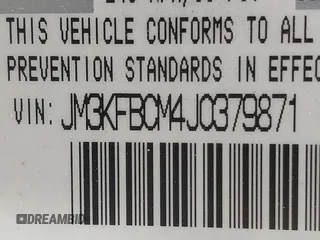 THIS VEHICLE CONFORMS TO ALL
PREVENTION STANDARDS IN EFFEC
VIN: JM3KFBCM4J0379871
DREAMBID